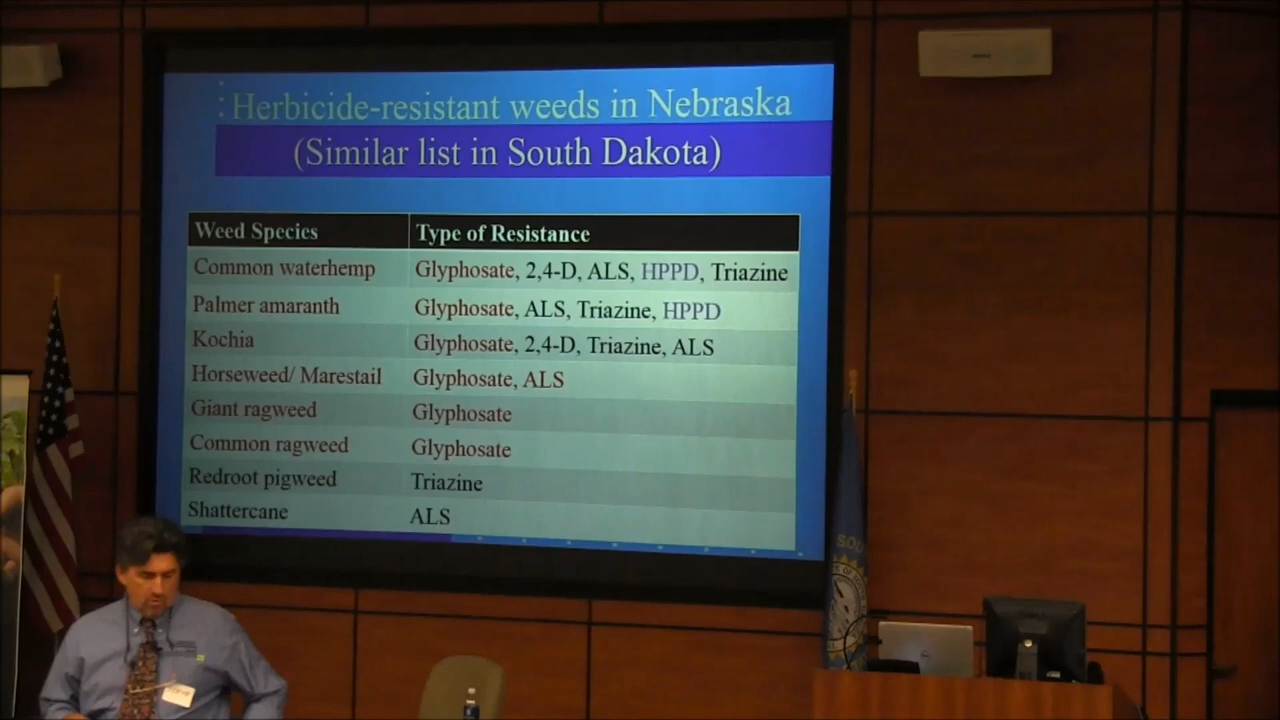 Herbicide-resistant weeds in Nebraska
(Similar list in South Dakota)
Weed Species Type of Resistance
Common waterhemp Glyphosate, 2,4-D, ALS, HPPD, Triazine
Palmer amaranth Glyphosate, ALS, Triazine, HPPD
Kochia Glyphosate, 2,4-D, Triazine, ALS
Horseweed/ Marestail Glyphosate, ALS
Giant ragweed Glyphosate
Common ragweed Glyphosate
Redroot pigweed Triazine
Shattercane ALS
SOU